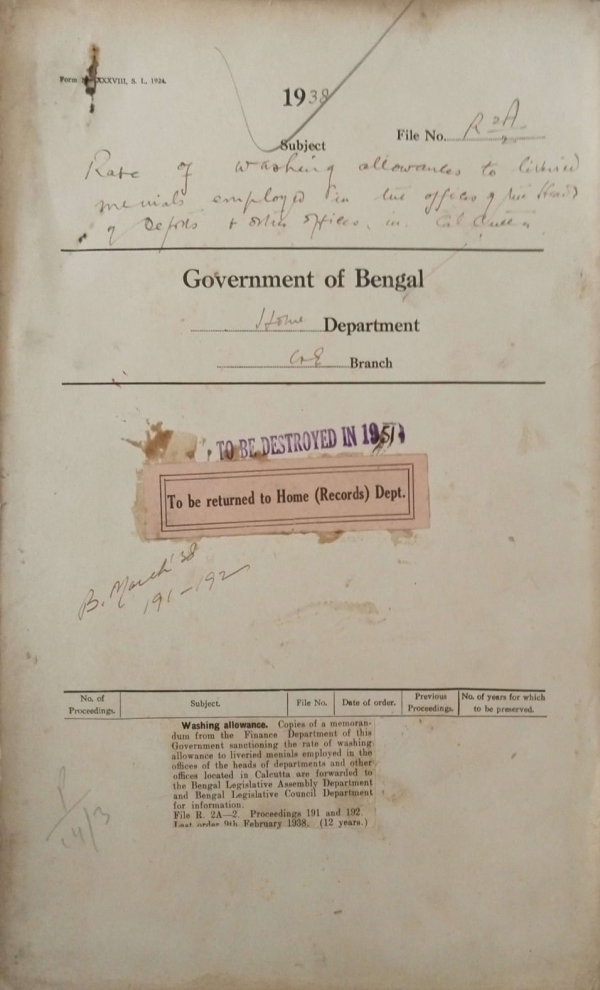 Form XXXVIII, S. L., 1924.
1938
Subject
File No. R 2A/2
Rate of washing allowances to liveried
menials employed in the offices of the Heads
of Depts + other offices in Calcutta
Government of Bengal
Home Department
Branch
TO BE DESTROYED IN 1951
To be returned to Home (Records) Dept.
B. March '38
191-192
No. of Proceedings.
Subject.
File No.
Date of order.
Previous Proceedings.
No. of years for which to be preserved.
Washing allowance. Copies of a memoran-
dum from the Finance Department of this
Government sanctioning the rate of washing
allowance to liveried menials employed in the
offices of the heads of departments and other
offices located in Calcutta are forwarded to
the Bengal Legislative Assembly Department
and Bengal Legislative Council Department
for information.
File R. 2A—2. Proceedings 191 and 192.
Last order 9th February 1938. (12 years.)
14/3